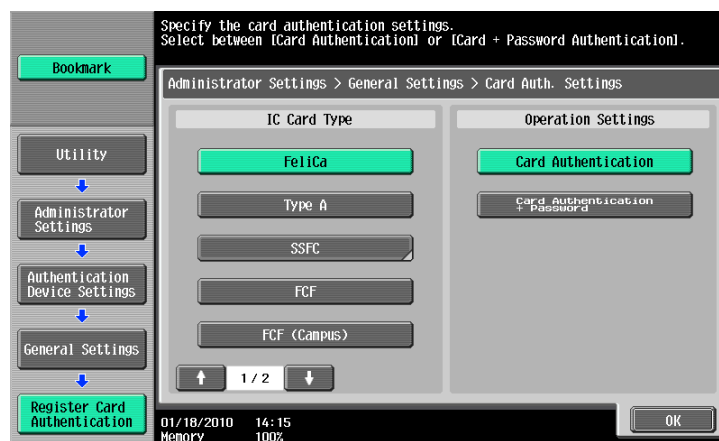 Specify the card authentication settings.
Select between [Card Authentication] or [Card + Password Authentication].
Bookmark
Administrator Settings > General Settings > Card Auth. Settings
IC Card Type
Operation Settings
Utility
Administrator
Settings
Authentication
Device Settings
General Settings
Register Card
Authentication
FeliCa
Type A
SSFC
FCF
FCF (Campus)
1/2
Card Authentication
Card Authentication
+ Password
01/18/2010 14:15
Memory 100%
OK